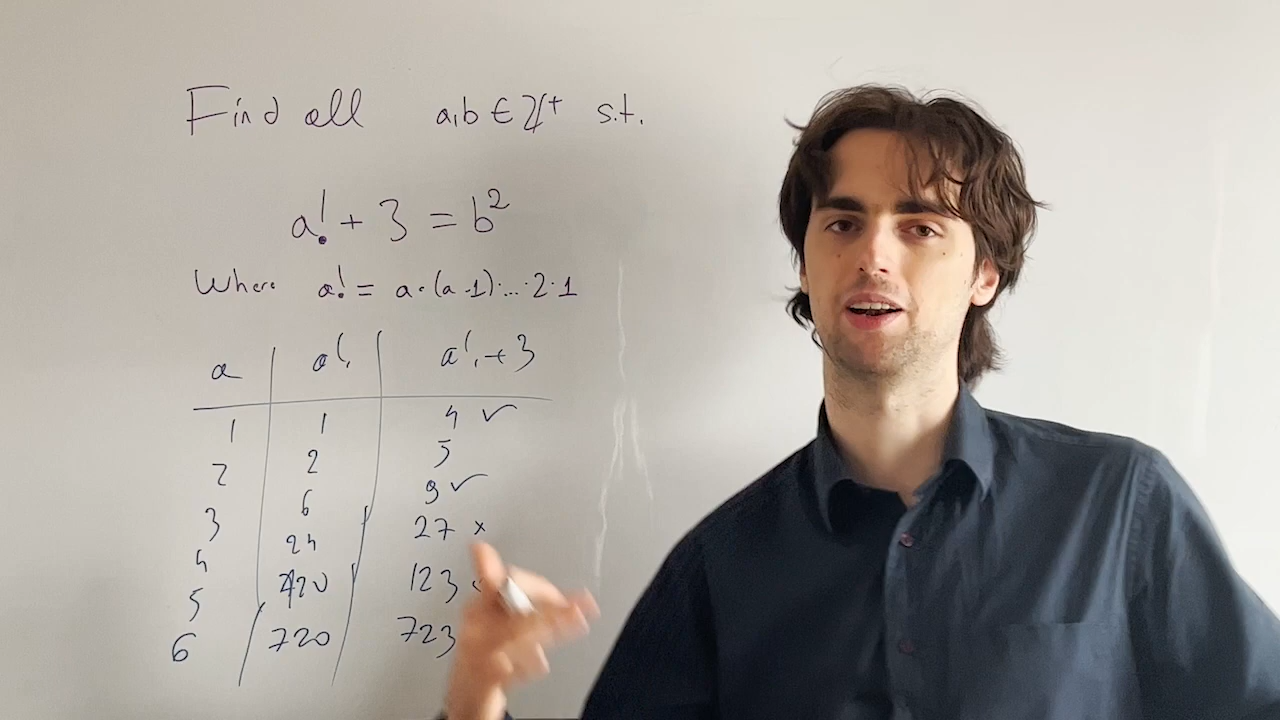 Find all a,b ∈ ℤ⁺ s.t.
a! + 3 = b²
Where a! = a·(a-1)·...·2·1
a a! a!+3
1 1 4 ✓
2 2 5
3 6 9 ✓
4 24 27 ×
5 120 123
6 720 723